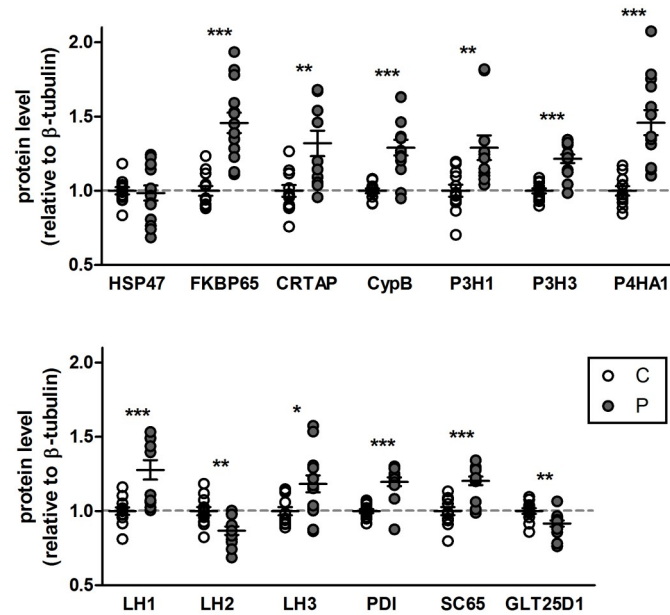 protein level
(relative to β-tubulin)
2.0
1.5
1.0
0.5
***
**
***
**
***
***
HSP47 FKBP65 CRTAP CypB P3H1 P3H3 P4HA1
protein level
(relative to β-tubulin)
2.0
1.5
1.0
0.5
***
**
*
***
***
**
LH1 LH2 LH3 PDI SC65 GLT25D1
C
P